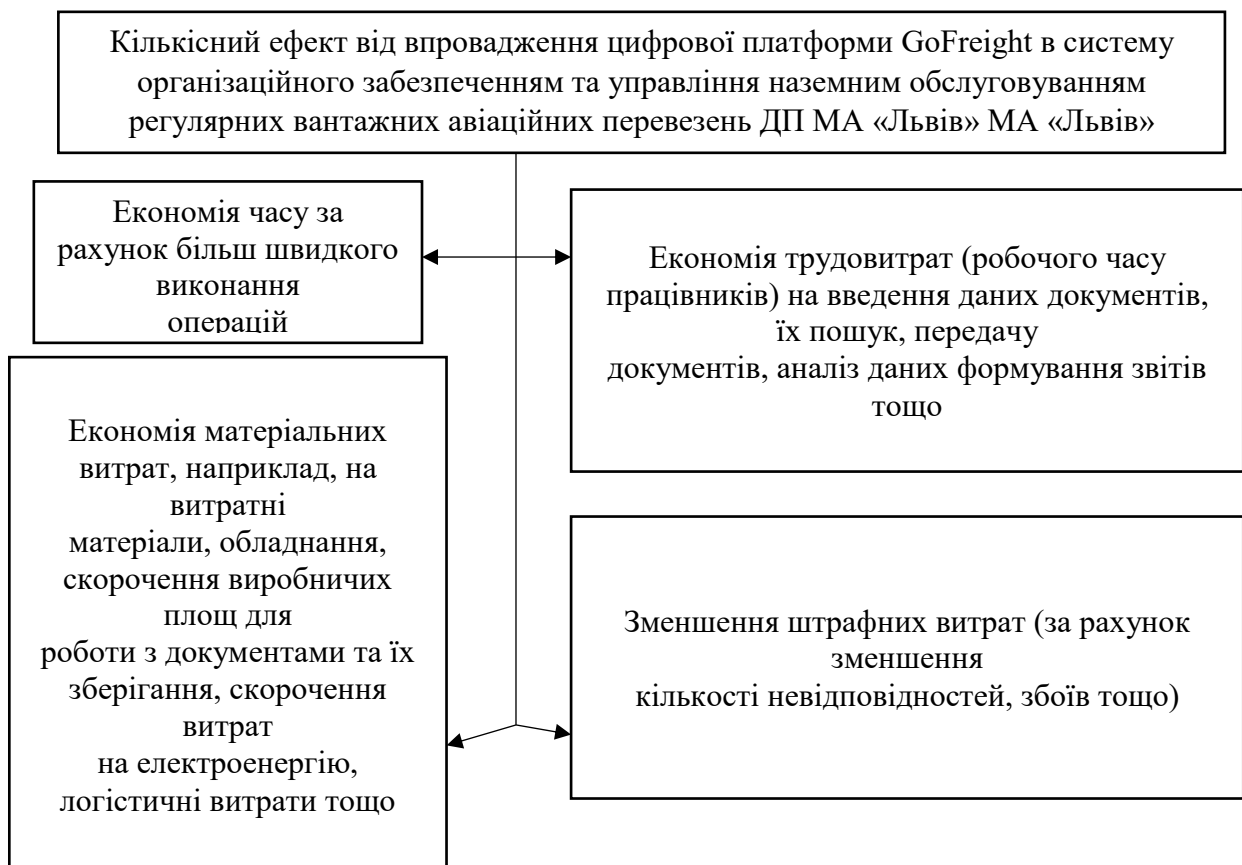 Кількісний ефект від впровадження цифрової платформи GoFreight в систему
організаційного забезпеченням та управління наземним обслуговуванням
регулярних вантажних авіаційних перевезень ДП МА «Львів» МА «Львів»
Економія часу за
рахунок більш швидкого
виконання
операцій
Економія трудовитрат (робочого часу
працівників) на введення даних документів,
їх пошук, передачу
документів, аналіз даних формування звітів
тощо
Економія матеріальних
витрат, наприклад, на
витратні
матеріали, обладнання,
скорочення виробничих
площ для
роботи з документами та їх
зберігання, скорочення
витрат
на електроенергію,
логістичні витрати тощо
Зменшення штрафних витрат (за рахунок
зменшення
кількості невідповідностей, збоїв тощо)